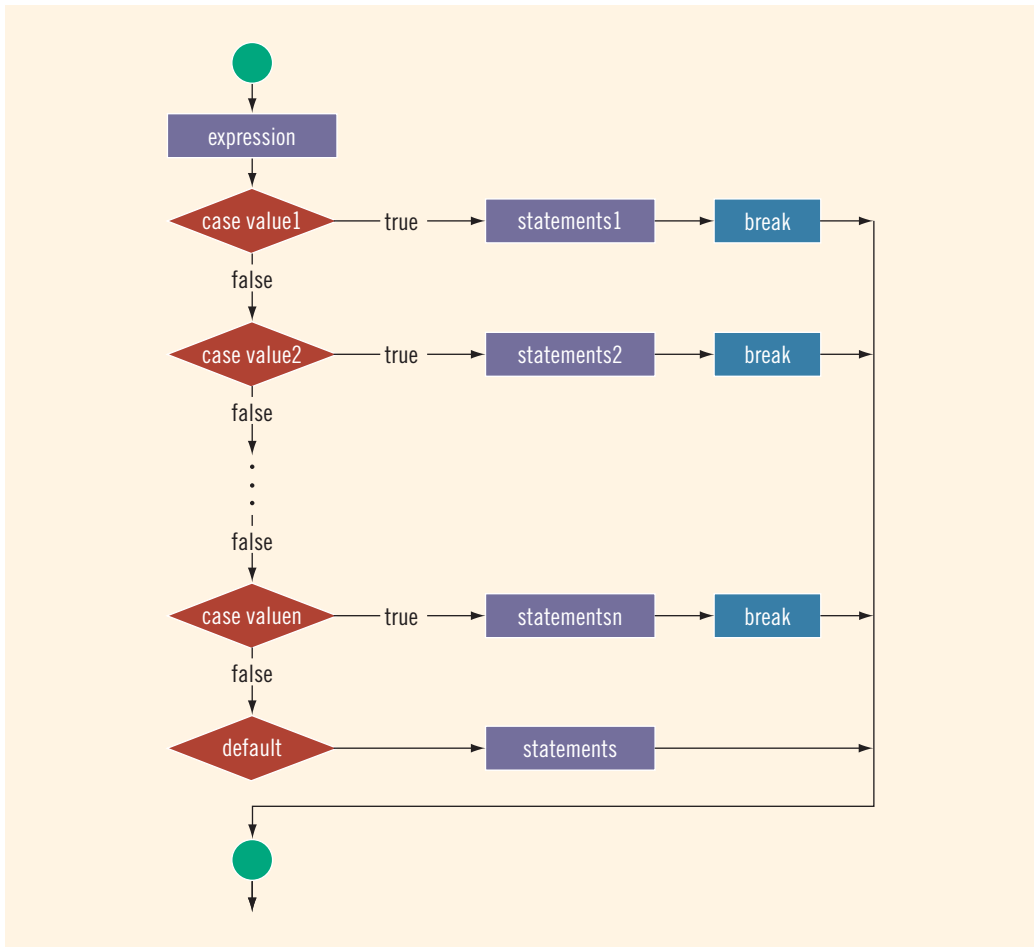 expression
case value1
true
statements1
break
false
case value2
true
statements2
break
false
false
case valuen
true
statementsn
break
false
default
statements